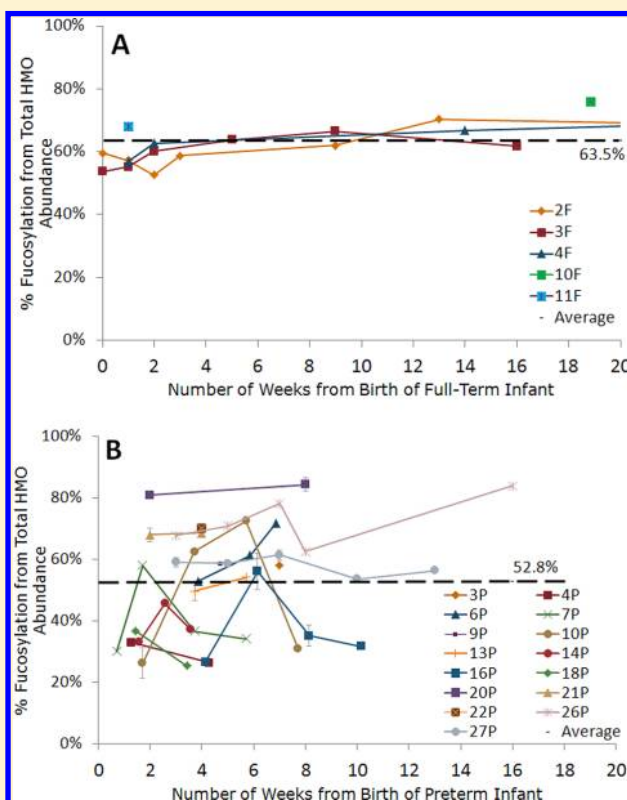 A
100%
80%
60%
40%
20%
0%
% Fucosylation from Total HMO
Abundance
63.5%
2F
3F
4F
10F
11F
- Average
0 2 4 6 8 10 12 14 16 18 20
Number of Weeks from Birth of Full-Term Infant
B
100%
80%
60%
40%
20%
0%
% Fucosylation from Total HMO
Abundance
52.8%
3P 4P
6P 7P
9P 10P
13P 14P
16P 18P
20P 21P
22P 26P
27P - Average
0 2 4 6 8 10 12 14 16 18 20
Number of Weeks from Birth of Preterm Infant